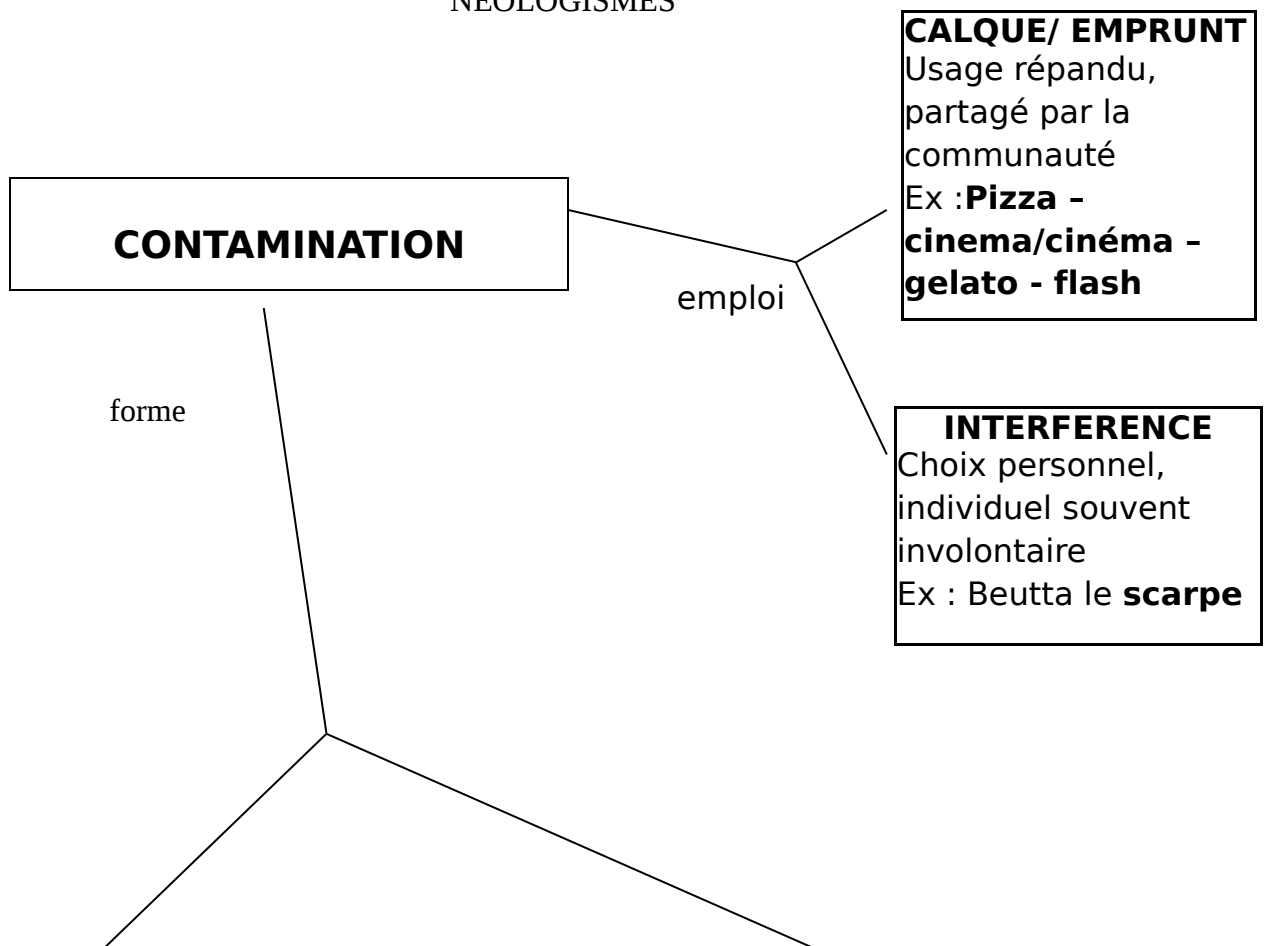 NEOLOGISMES
CALQUE/ EMPRUNT
Usage répandu,
partagé par la
communauté
Ex :Pizza –
cinema/cinéma –
gelato - flash
CONTAMINATION
emploi
forme
INTERFERENCE
Choix personnel,
individuel souvent
involontaire
Ex : Beutta le scarpe